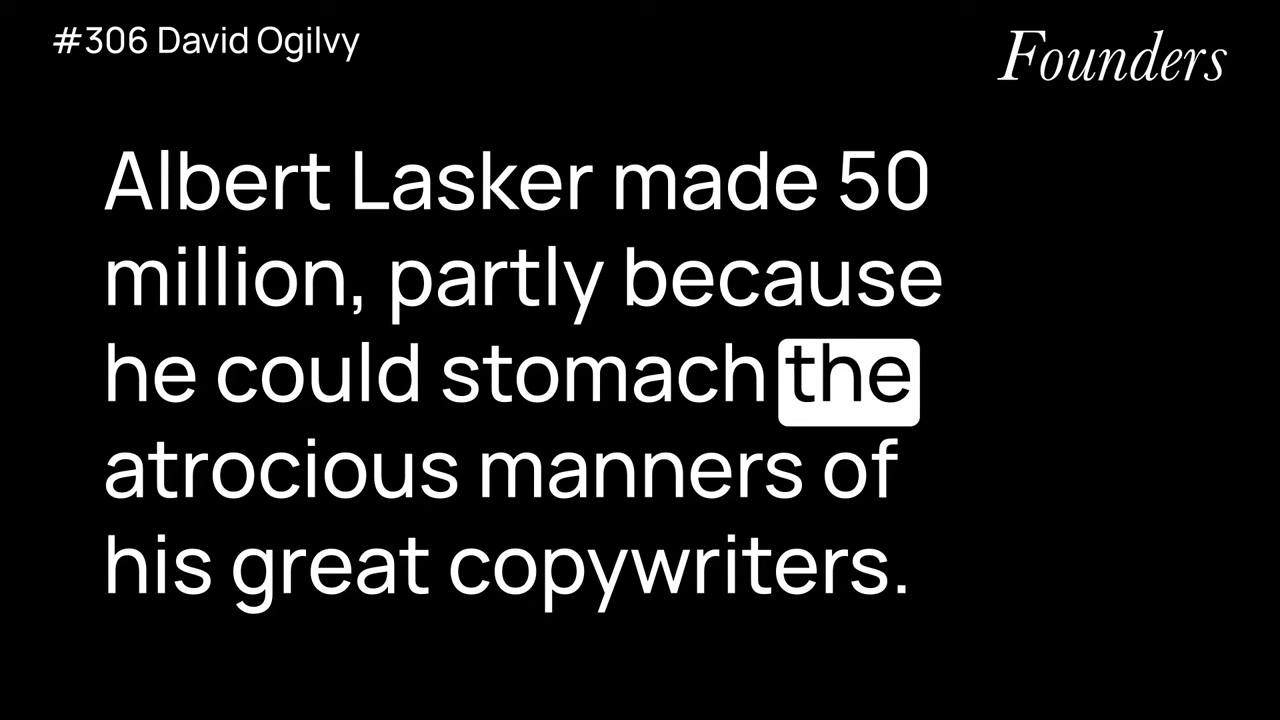 #306 David Ogilvy
Founders
Albert Lasker made 50
million, partly because
he could stomach the
atrocious manners of
his great copywriters.